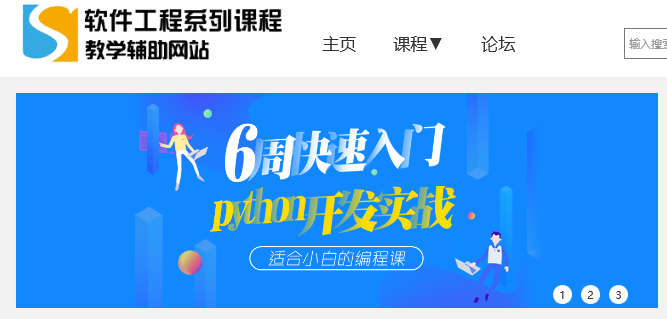 软件工程系列课程
教学辅助网站
主页 课程▼ 论坛
输入搜索
6周快速入门
python开发实战
适合小白的编程课
1 2 3